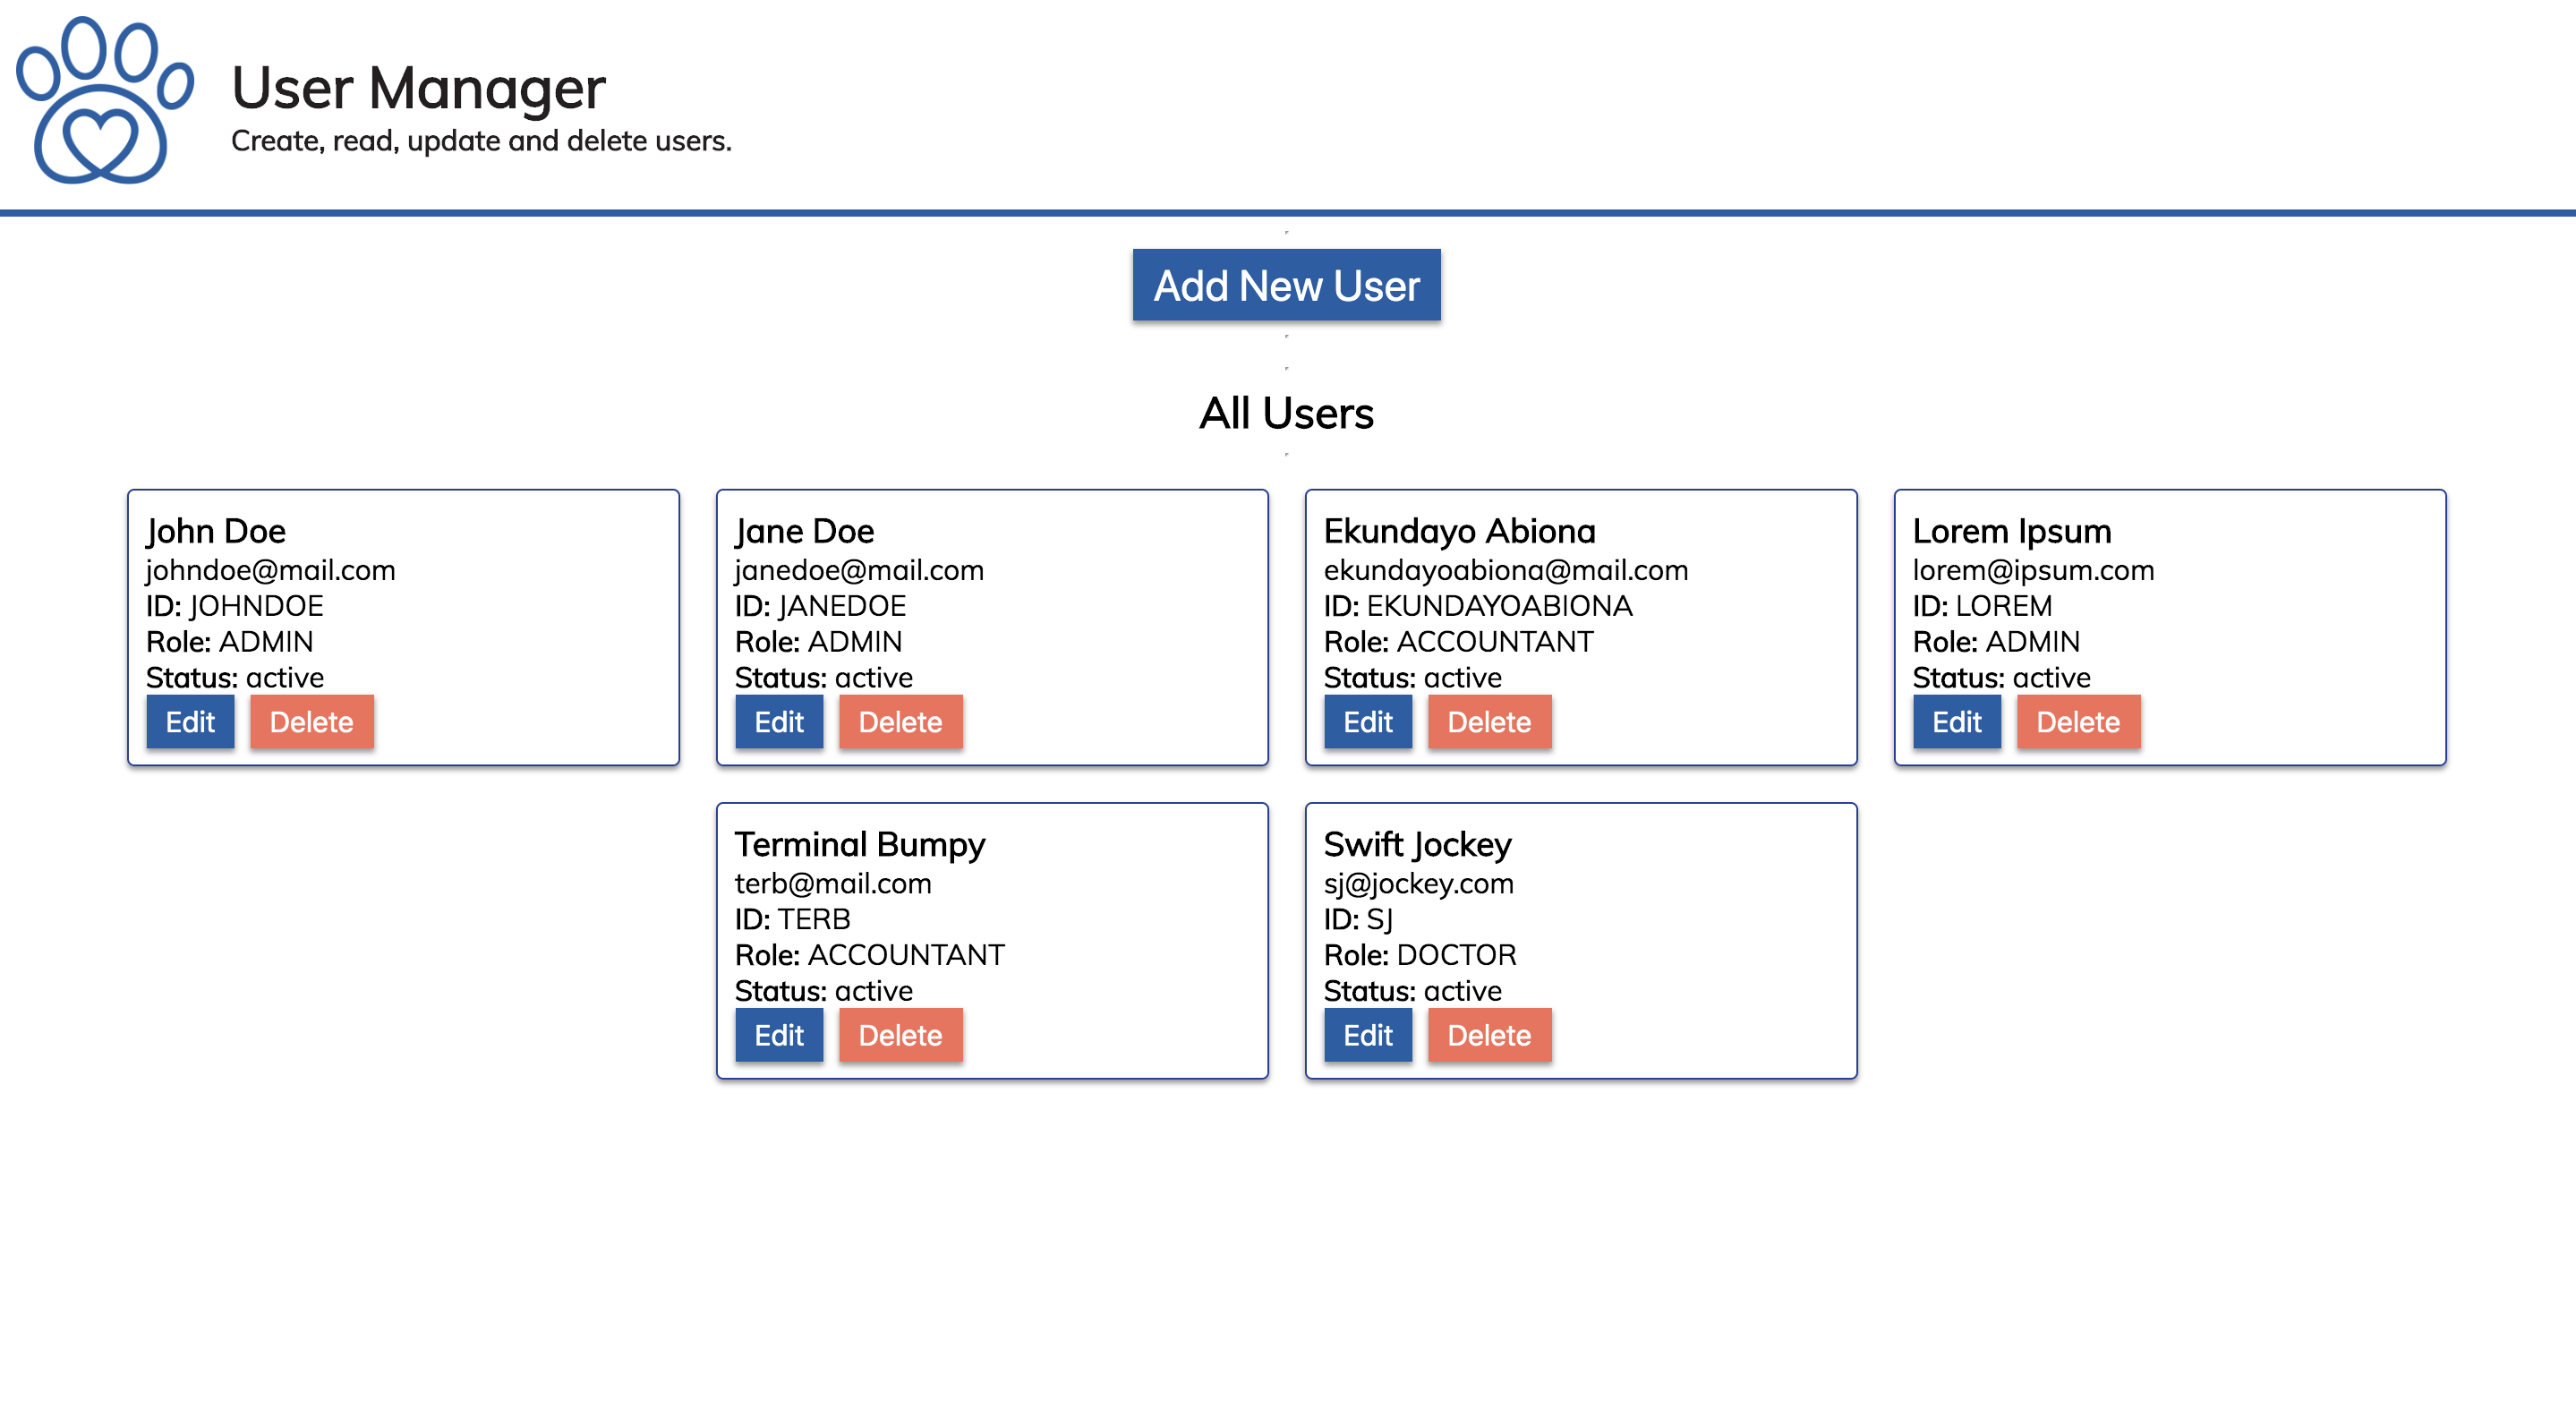 User Manager
Create, read, update and delete users.
Add New User
All Users
John Doe
johndoe@mail.com
ID: JOHNDOE
Role: ADMIN
Status: active
Edit Delete
Jane Doe
janedoe@mail.com
ID: JANEDOE
Role: ADMIN
Status: active
Edit Delete
Ekundayo Abiona
ekundayoabiona@mail.com
ID: EKUNDAYOABIONA
Role: ACCOUNTANT
Status: active
Edit Delete
Lorem Ipsum
lorem@ipsum.com
ID: LOREM
Role: ADMIN
Status: active
Edit Delete
Terminal Bumpy
terb@mail.com
ID: TERB
Role: ACCOUNTANT
Status: active
Edit Delete
Swift Jockey
sj@jockey.com
ID: SJ
Role: DOCTOR
Status: active
Edit Delete